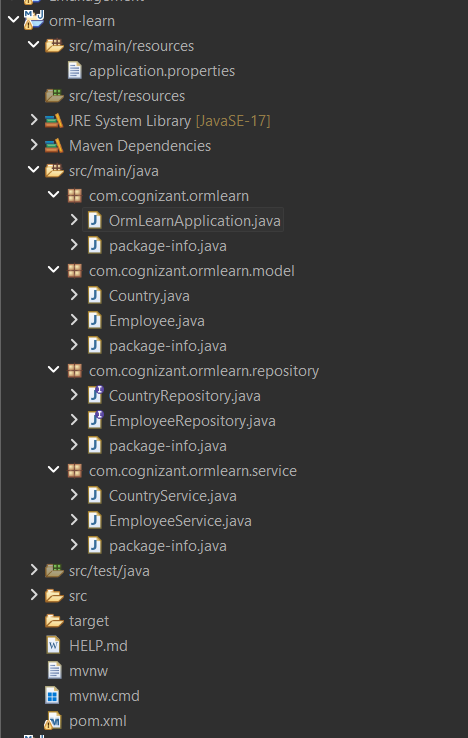 orm-learn
src/main/resources
application.properties
src/test/resources
JRE System Library [JavaSE-17]
Maven Dependencies
src/main/java
com.cognizant.ormlearn
OrmLearnApplication.java
package-info.java
com.cognizant.ormlearn.model
Country.java
Employee.java
package-info.java
com.cognizant.ormlearn.repository
CountryRepository.java
EmployeeRepository.java
package-info.java
com.cognizant.ormlearn.service
CountryService.java
EmployeeService.java
package-info.java
src/test/java
src
target
HELP.md
mvnw
mvnw.cmd
pom.xml